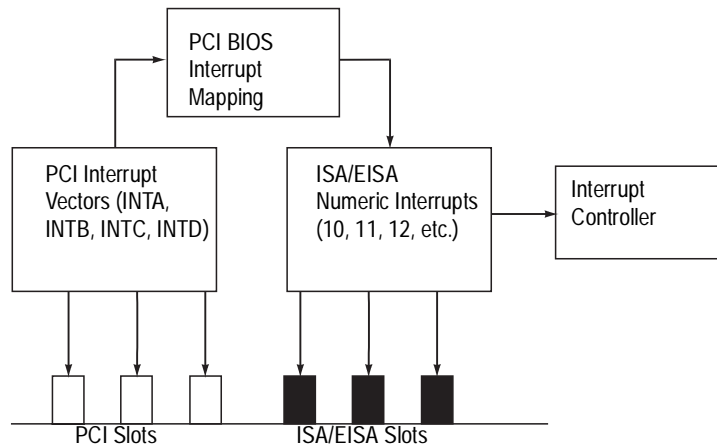 PCI BIOS
Interrupt
Mapping
PCI Interrupt
Vectors (INTA,
INTB, INTC, INTD)
ISA/EISA
Numeric Interrupts
(10, 11, 12, etc.)
Interrupt
Controller
PCI Slots
ISA/EISA Slots